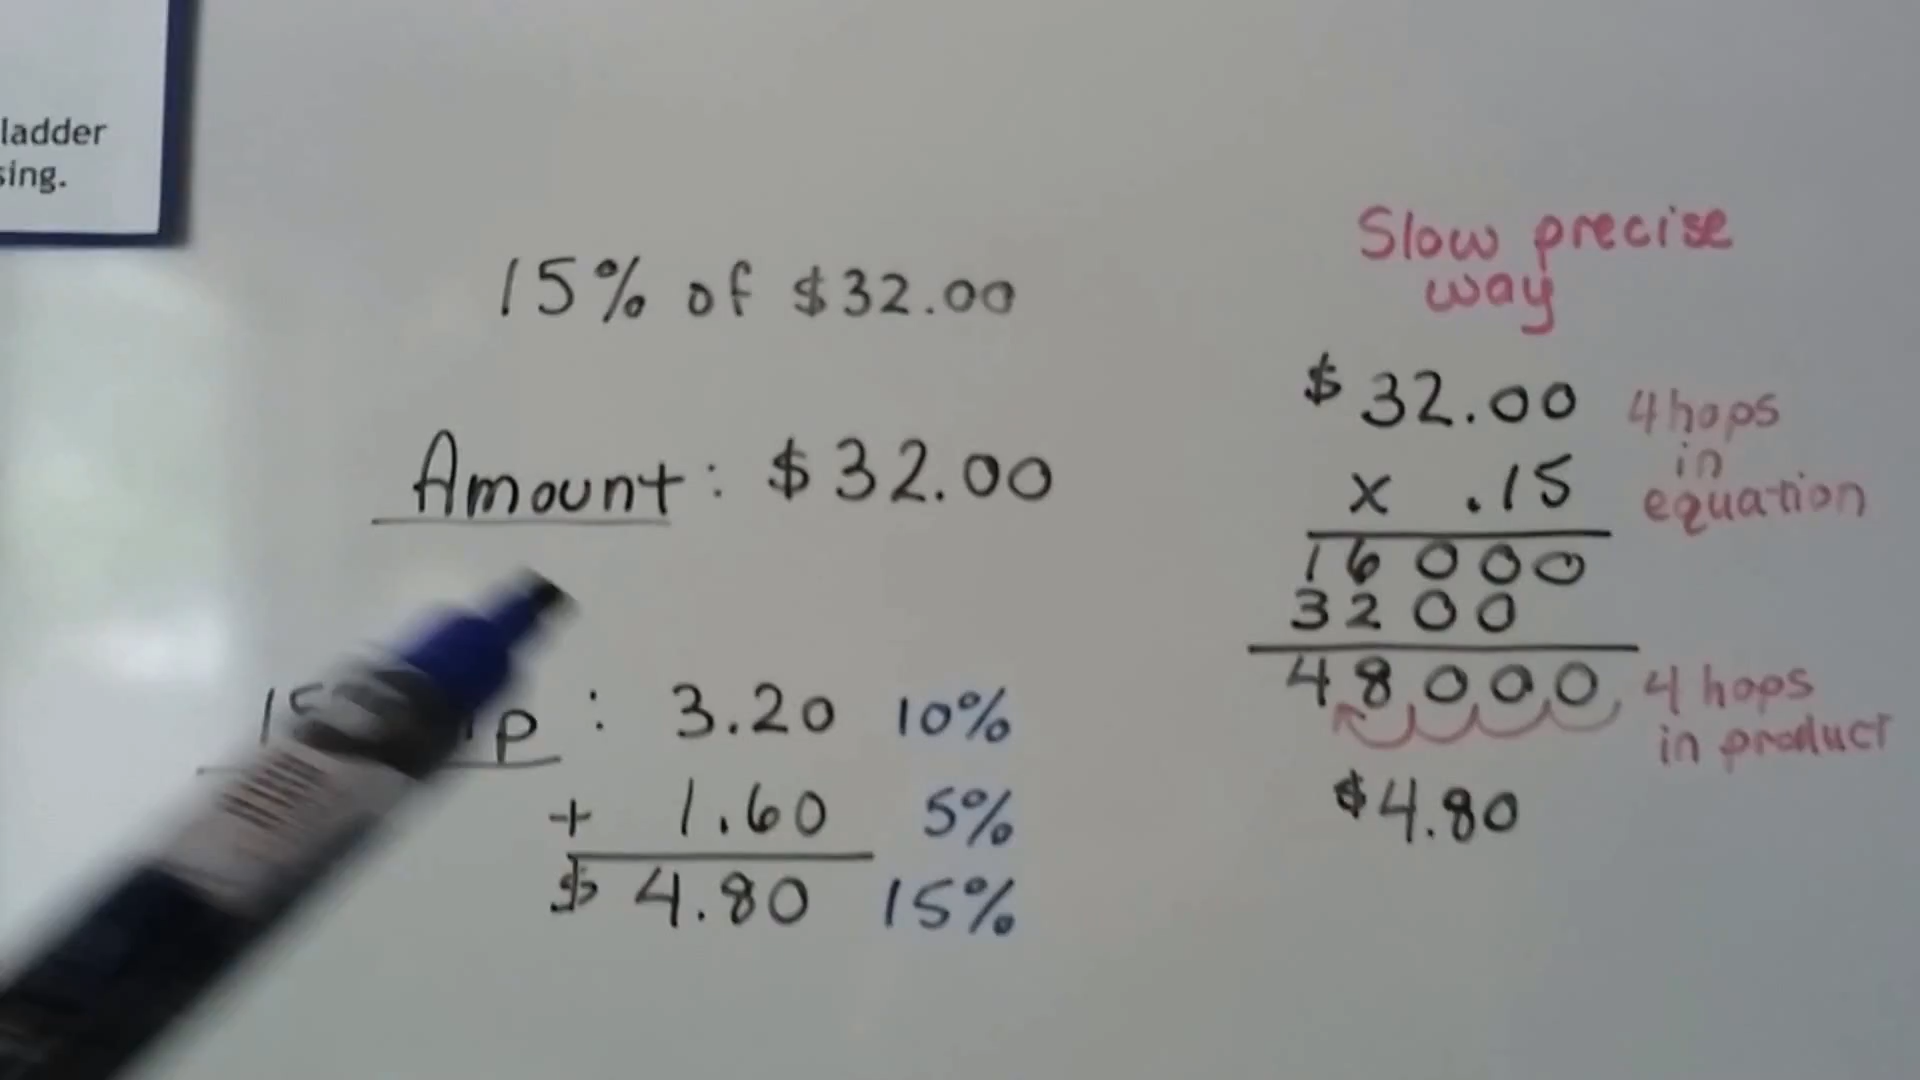 ladder
sing.
15% of $32.00
Amount: $32.00
: 3.20 10%
+ 1.60 5%
$ 4.80 15%
Slow precise
way
$32.00
x .15
16000
3200
48000
$4.80
4 hops
in
equation
4 hops
in product